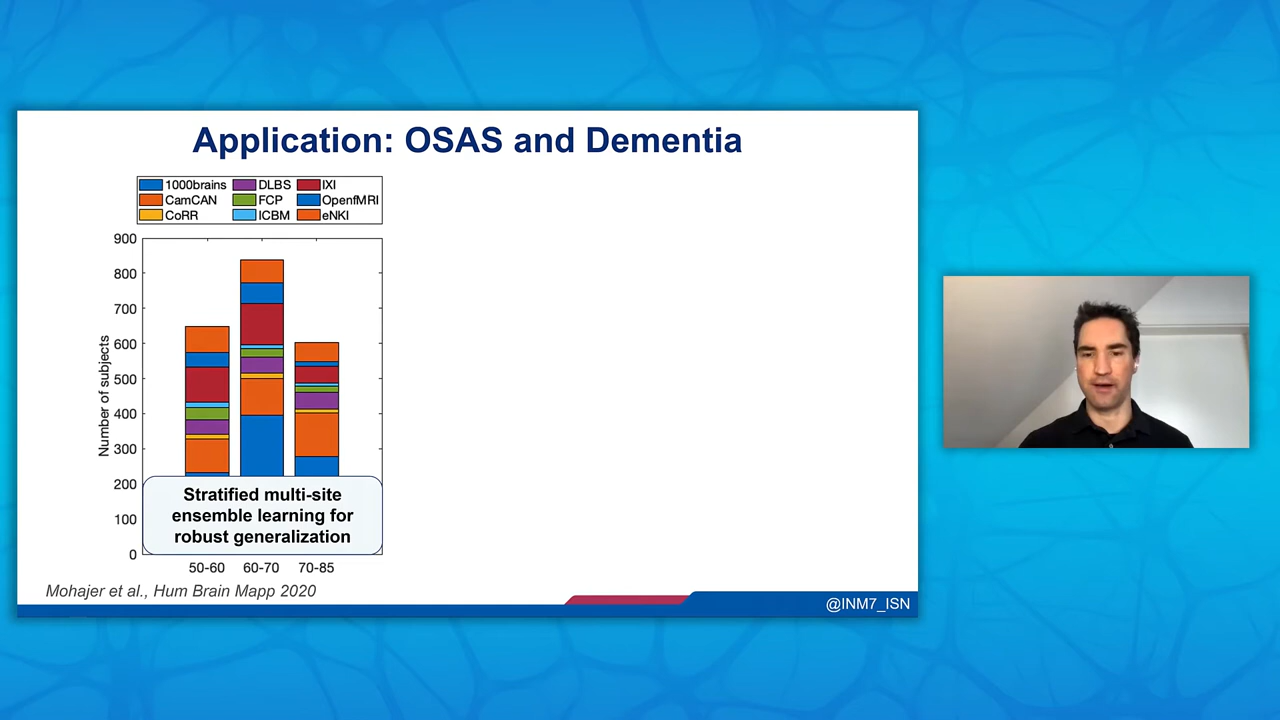 Application: OSAS and Dementia
1000brains DLBS IXI
CamCAN FCP OpenfMRI
CoRR ICBM eNKI
900
800
700
600
500
400
300
200
100
0
Number of subjects
Stratified multi-site
ensemble learning for
robust generalization
50-60 60-70 70-85
Mohajer et al., Hum Brain Mapp 2020
@INM7_ISN